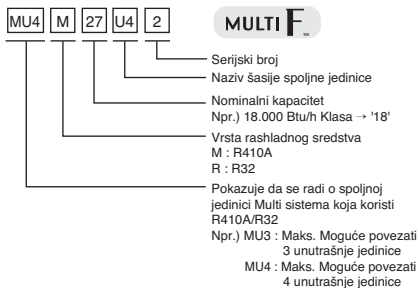 MU4 M 27 U4 2
MULTI F™
Serijski broj
Naziv šasije spoljne jedinice
Nominalni kapacitet
Npr.) 18.000 Btu/h Klasa → '18'
Vrsta rashladnog sredstva
M : R410A
R : R32
Pokazuje da se radi o spoljnoj
jedinici Multi sistema koja koristi
R410A/R32
Npr.) MU3 : Maks. Moguće povezati
3 unutrašnje jedinice
MU4 : Maks. Moguće povezati
4 unutrašnje jedinice